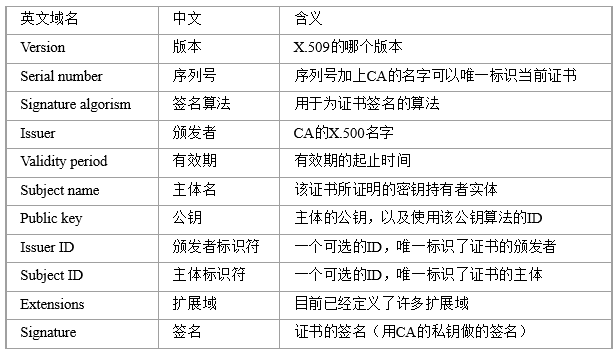 英文域名 中文 含义
Version 版本 X.509的哪个版本
Serial number 序列号 序列号加上CA的名字可以唯一标识当前证书
Signature algorism 签名算法 用于为证书签名的算法
Issuer 颁发者 CA的X.500名字
Validity period 有效期 有效期的起止时间
Subject name 主体名 该证书所证明的密钥持有者实体
Public key 公钥 主体的公钥，以及使用该公钥算法的ID
Issuer ID 颁发者标识符 一个可选的ID，唯一标识了证书的颁发者
Subject ID 主体标识符 一个可选的ID，唯一标识了证书的主体
Extensions 扩展域 目前已经定义了许多扩展域
Signature 签名 证书的签名（用CA的私钥做的签名）